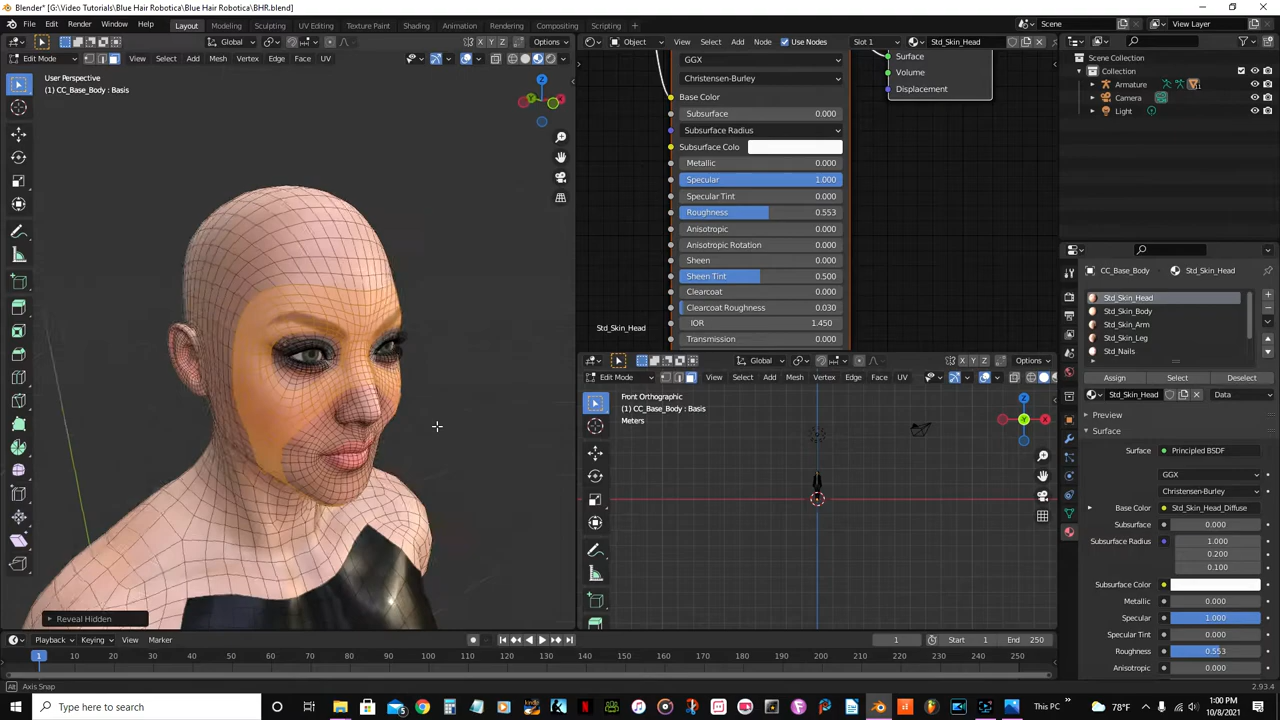 Blender* [G:\Video Tutorials\Blue Hair Robotica\Blue Hair Robotica\BHR.blend]
File Edit Render Window Help Layout Modeling Sculpting UV Editing Texture Paint Shading Animation Rendering Compositing Scripting Scene View Layer
Global Options
Edit Mode View Select Add Mesh Vertex Edge Face UV
User Perspective
(1) CC_Base_Body : Basis
Reveal Hidden
Object View Select Add Node Use Nodes Slot 1 Std_Skin_Head
GGX
Christensen-Burley
Base Color
Subsurface 0.000
Subsurface Radius
Subsurface Colo
Metallic 0.000
Specular 1.000
Specular Tint 0.000
Roughness 0.553
Anisotropic 0.000
Anisotropic Rotation 0.000
Sheen 0.000
Sheen Tint 0.500
Clearcoat 0.000
Clearcoat Roughness 0.030
IOR 1.450
Transmission 0.000
Std_Skin_Head
Surface
Volume
Displacement
Global Options
Edit Mode View Select Add Mesh Vertex Edge Face UV
Front Orthographic
(1) CC_Base_Body : Basis
Meters
Scene Collection
Collection
Armature 11
Camera
Light
CC_Base_Body Std_Skin_Head
Std_Skin_Head
Std_Skin_Body
Std_Skin_Arm
Std_Skin_Leg
Std_Nails
Assign Select Deselect
Std_Skin_Head Data
Preview
Surface
Surface Principled BSDF
GGX
Christensen-Burley
Base Color Std_Skin_Head_Diffuse
Subsurface 0.000
Subsurface Radius 1.000
0.200
0.100
Subsurface Color
Metallic 0.000
Specular 1.000
Specular Tint 0.000
Roughness 0.553
Anisotropic 0.000
Playback Keying View Marker 1 Start 1 End 250
1 10 20 30 40 50 60 70 80 90 100 110 120 130 140 150 160 170 180 190 200 210 220 230 240 250
Axis Snap 2.93.4
Type here to search This PC 78°F 1:00 PM
10/8/2021